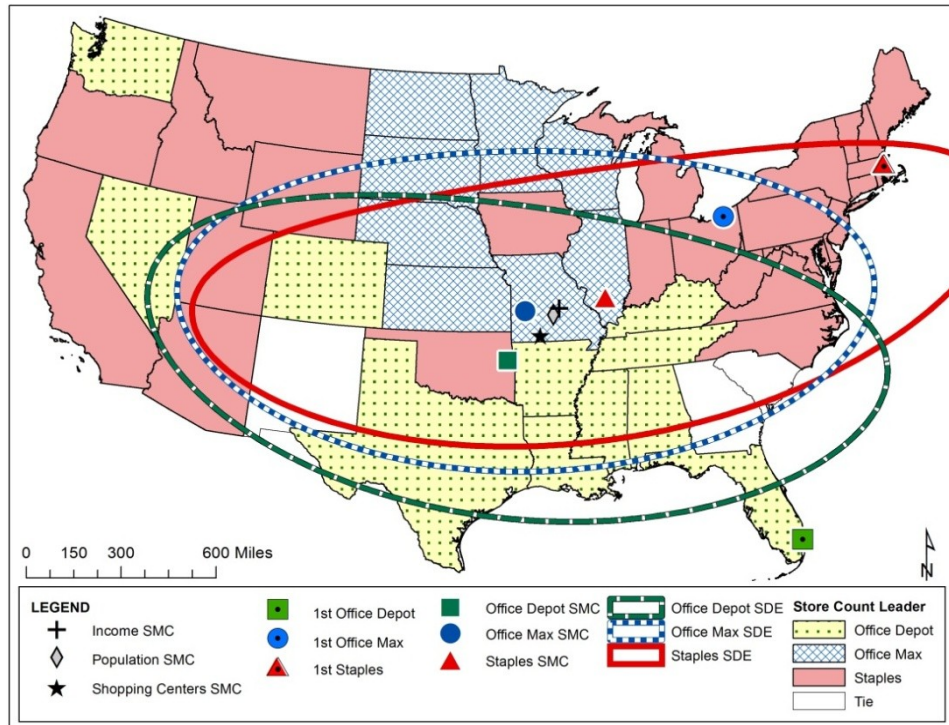 0 150 300 600 Miles
N
LEGEND
Income SMC
Population SMC
Shopping Centers SMC
1st Office Depot
1st Office Max
1st Staples
Office Depot SMC
Office Max SMC
Staples SMC
Office Depot SDE
Office Max SDE
Staples SDE
Store Count Leader
Office Depot
Office Max
Staples
Tie